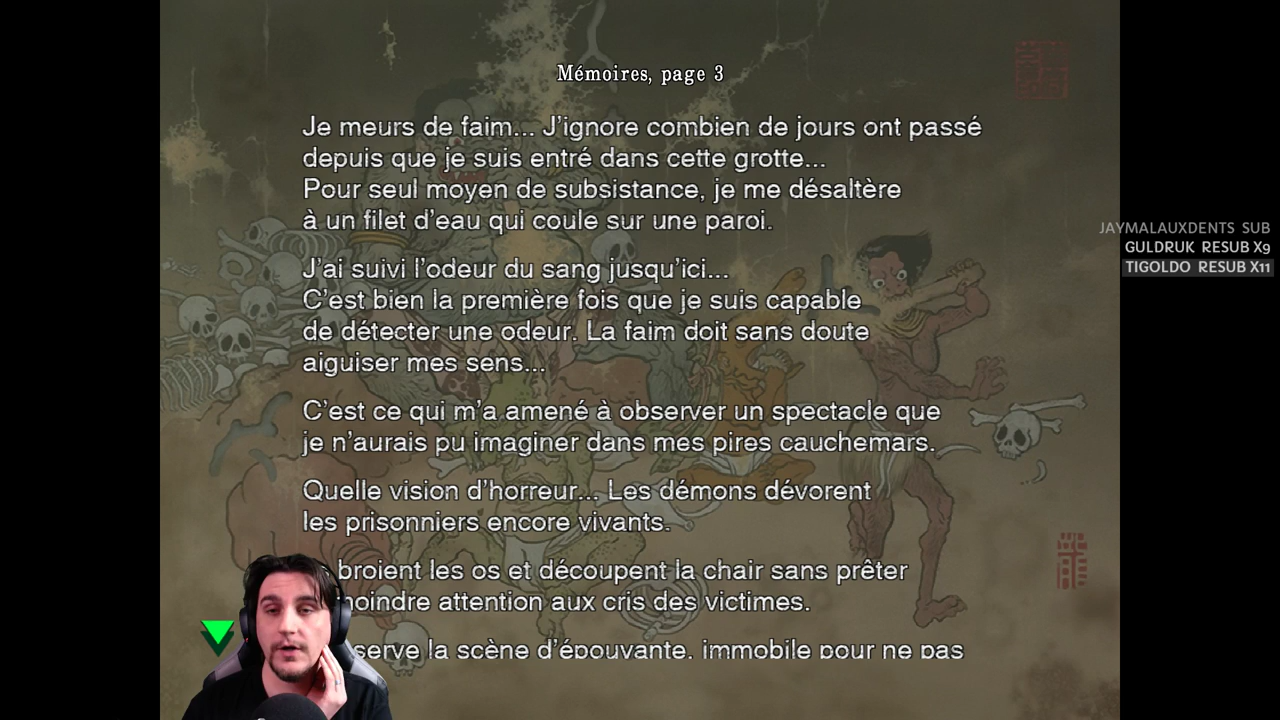 Mémoires, page 3
Je meurs de faim... J'ignore combien de jours ont passé
depuis que je suis entré dans cette grotte...
Pour seul moyen de subsistance, je me désaltère
à un filet d'eau qui coule sur une paroi.
J'ai suivi l'odeur du sang jusqu'ici...
C'est bien la première fois que je suis capable
de détecter une odeur. La faim doit sans doute
aiguiser mes sens...
C'est ce qui m'a amené à observer un spectacle que
je n'aurais pu imaginer dans mes pires cauchemars.
Quelle vision d'horreur... Les démons dévorent
les prisonniers encore vivants.
broient les os et découpent la chair sans prêter
moindre attention aux cris des victimes.
la scène d'épouvante, immobile pour ne pas
JAYMALAUXDENTS SUB
GULDRUK RESUB X9
TIGOLDO RESUB X11